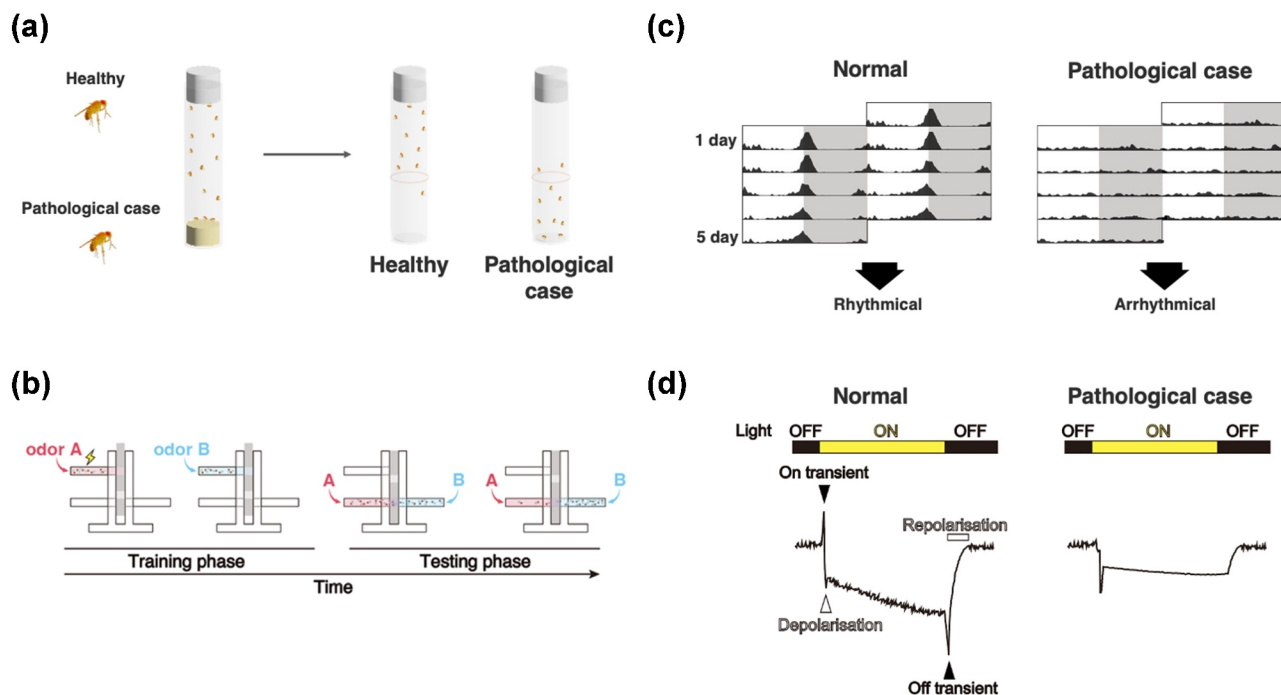 (a)
Healthy
Pathological case
Healthy
Pathological
case
(b)
odor A
odor B
A
B
A
B
Training phase
Testing phase
Time
(c)
Normal
Pathological case
1 day
5 day
Rhythmical
Arrhythmical
(d)
Normal
Pathological case
Light
OFF
ON
OFF
OFF
ON
OFF
On transient
Repolarisation
Depolarisation
Off transient